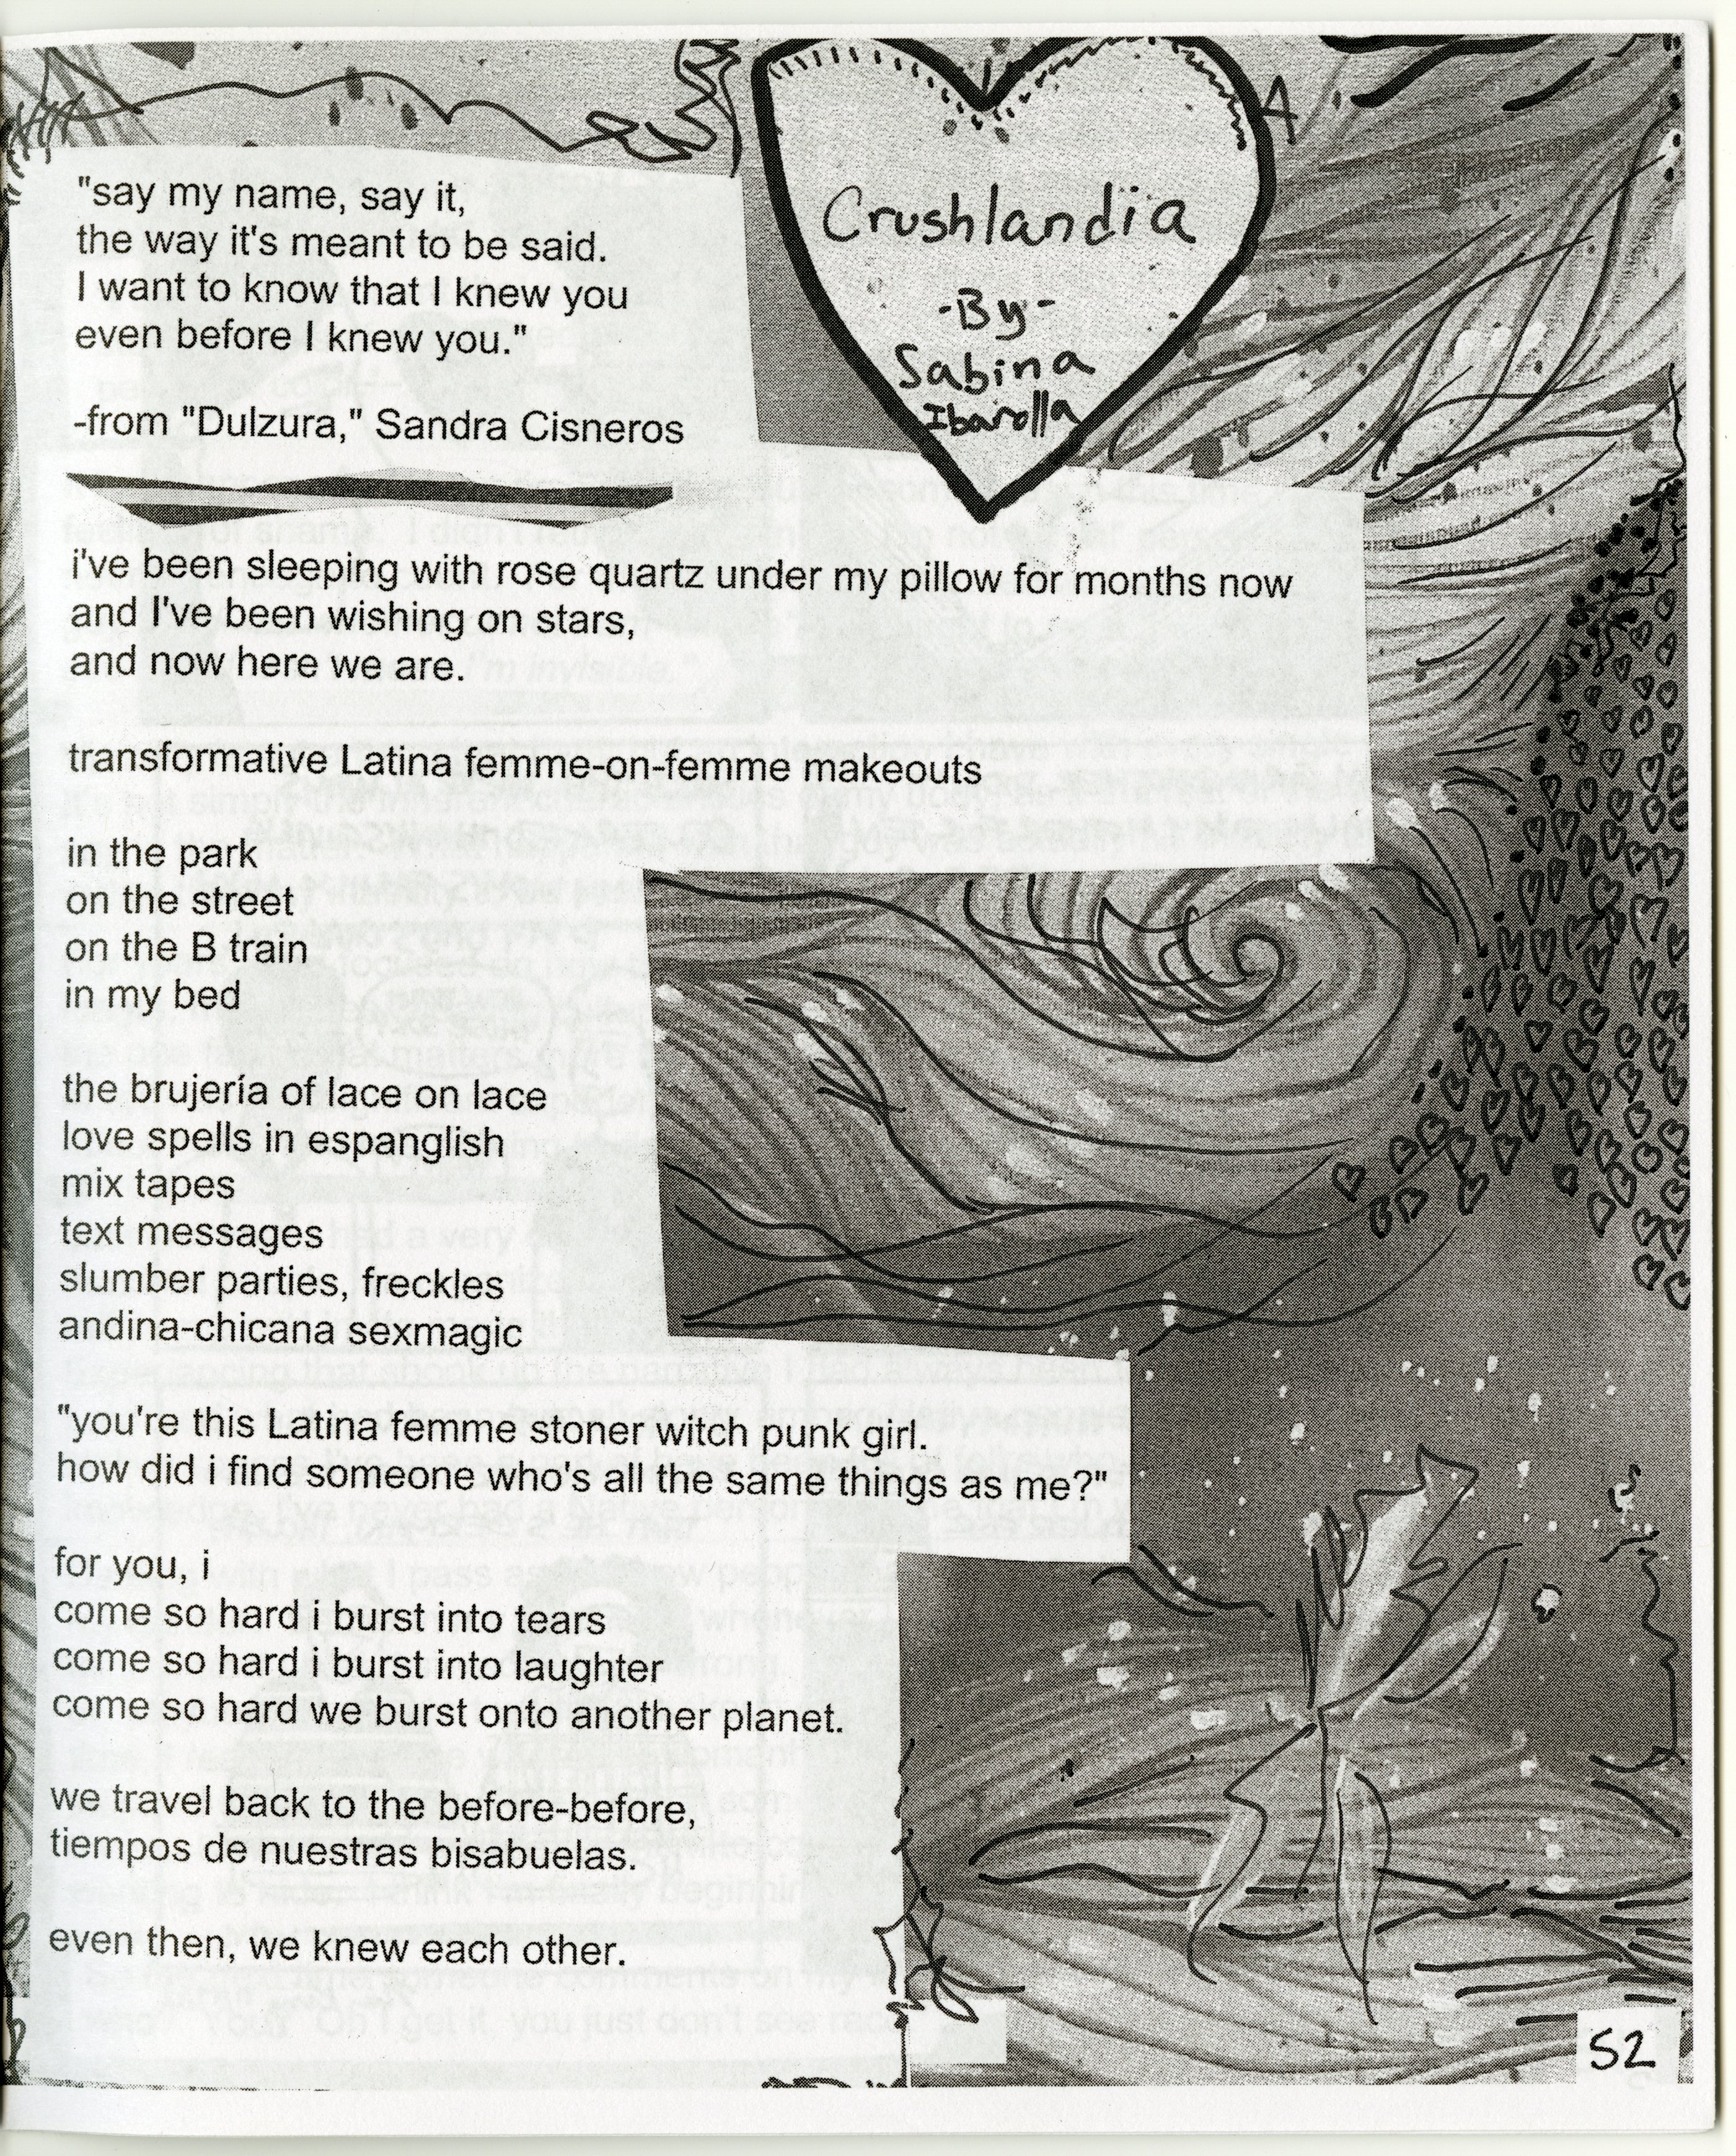 Crushlandia
-By-
Sabina
Ibarolla
"say my name, say it,
the way it's meant to be said.
I want to know that I knew you
even before I knew you."
-from "Dulzura," Sandra Cisneros
i've been sleeping with rose quartz under my pillow for months now
and I've been wishing on stars,
and now here we are.
transformative Latina femme-on-femme makeouts
in the park
on the street
on the B train
in my bed
the brujería of lace on lace
love spells in espanglish
mix tapes
text messages
slumber parties, freckles
andina-chicana sexmagic
"you're this Latina femme stoner witch punk girl.
how did i find someone who's all the same things as me?"
for you, i
come so hard i burst into tears
come so hard i burst into laughter
come so hard we burst onto another planet.
we travel back to the before-before,
tiempos de nuestras bisabuelas.
even then, we knew each other.
52